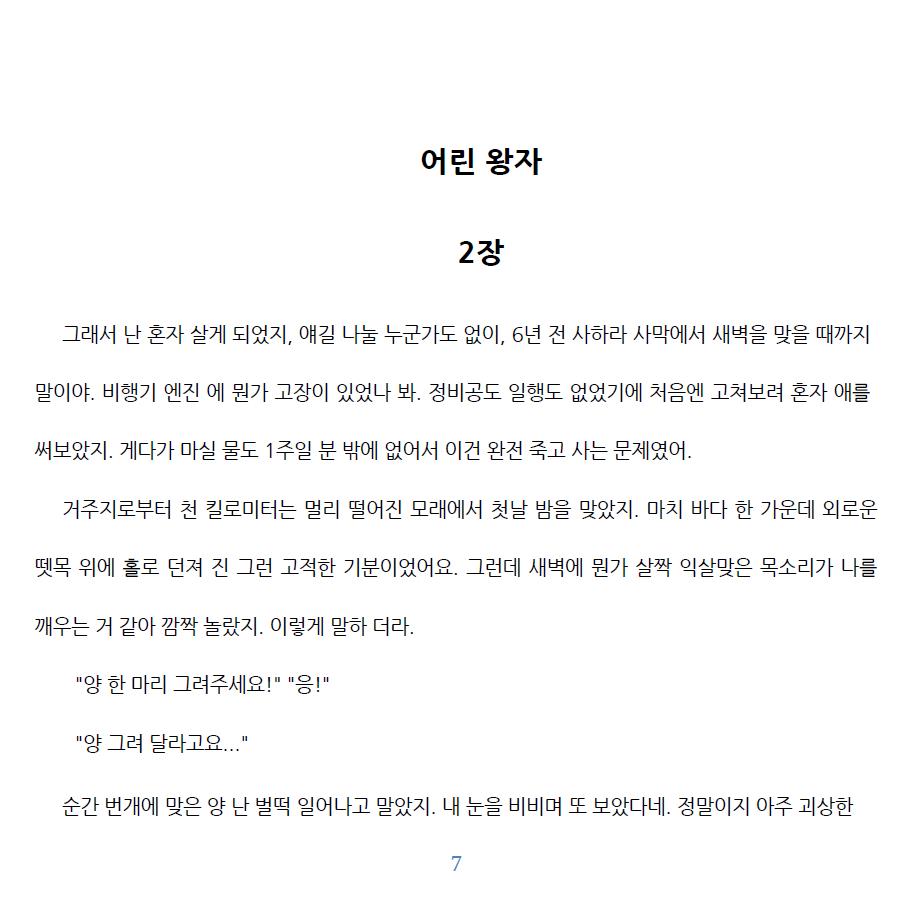 어린 왕자
2장
그래서 난 혼자 살게 되었지, 얘길 나눌 누군가도 없이, 6년 전 사하라 사막에서 새벽을 맞을 때까지
말이야. 비행기 엔진 에 뭔가 고장이 있었나 봐. 정비공도 일행도 없었기에 처음엔 고쳐보려 혼자 애를
써보았지. 게다가 마실 물도 1주일 분 밖에 없어서 이건 완전 죽고 사는 문제였어.
거주지로부터 천 킬로미터는 멀리 떨어진 모래에서 첫날 밤을 맞았지. 마치 바다 한 가운데 외로운
뗏목 위에 홀로 던져 진 그런 고적한 기분이었어요. 그런데 새벽에 뭔가 살짝 익살맞은 목소리가 나를
깨우는 거 같아 깜짝 놀랐지. 이렇게 말하 더라.
"양 한 마리 그려주세요!" "응!"
"양 그려 달라고요..."
순간 번개에 맞은 양 난 벌떡 일어나고 말았지. 내 눈을 비비며 또 보았다네. 정말이지 아주 괴상한
7